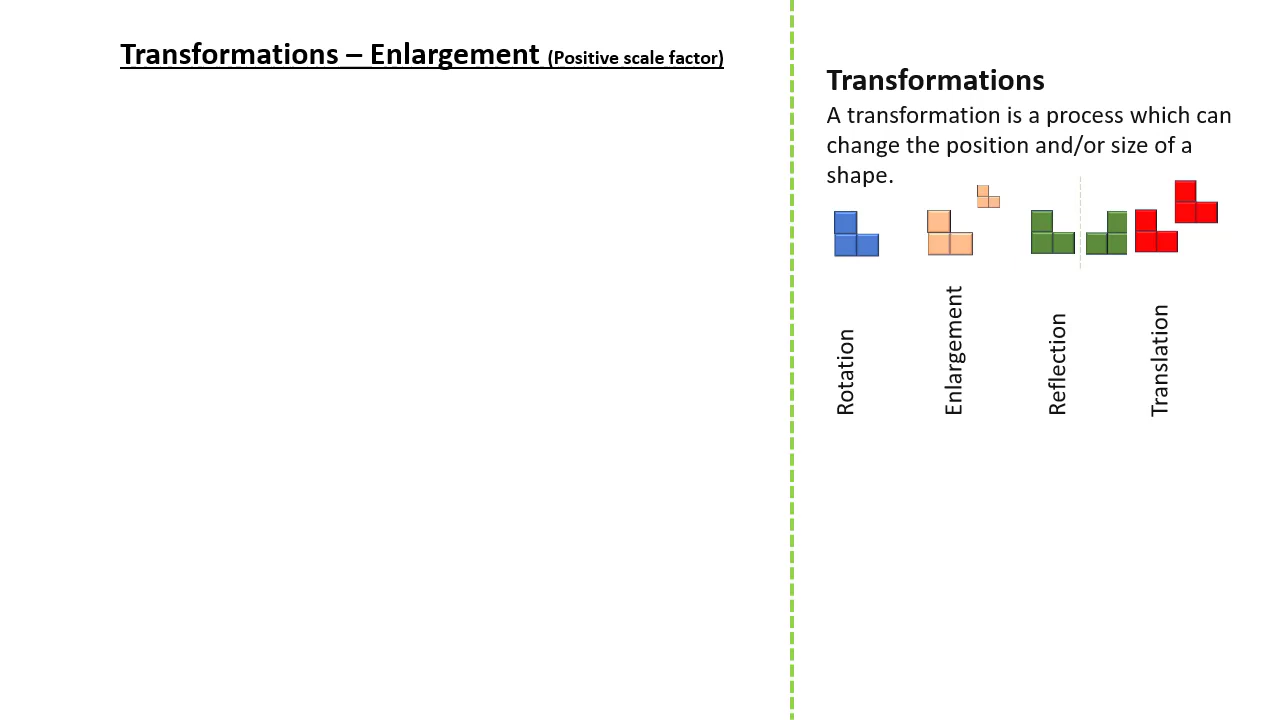 Transformations – Enlargement (Positive scale factor)
Transformations
A transformation is a process which can
change the position and/or size of a
shape.
Rotation
Enlargement
Reflection
Translation